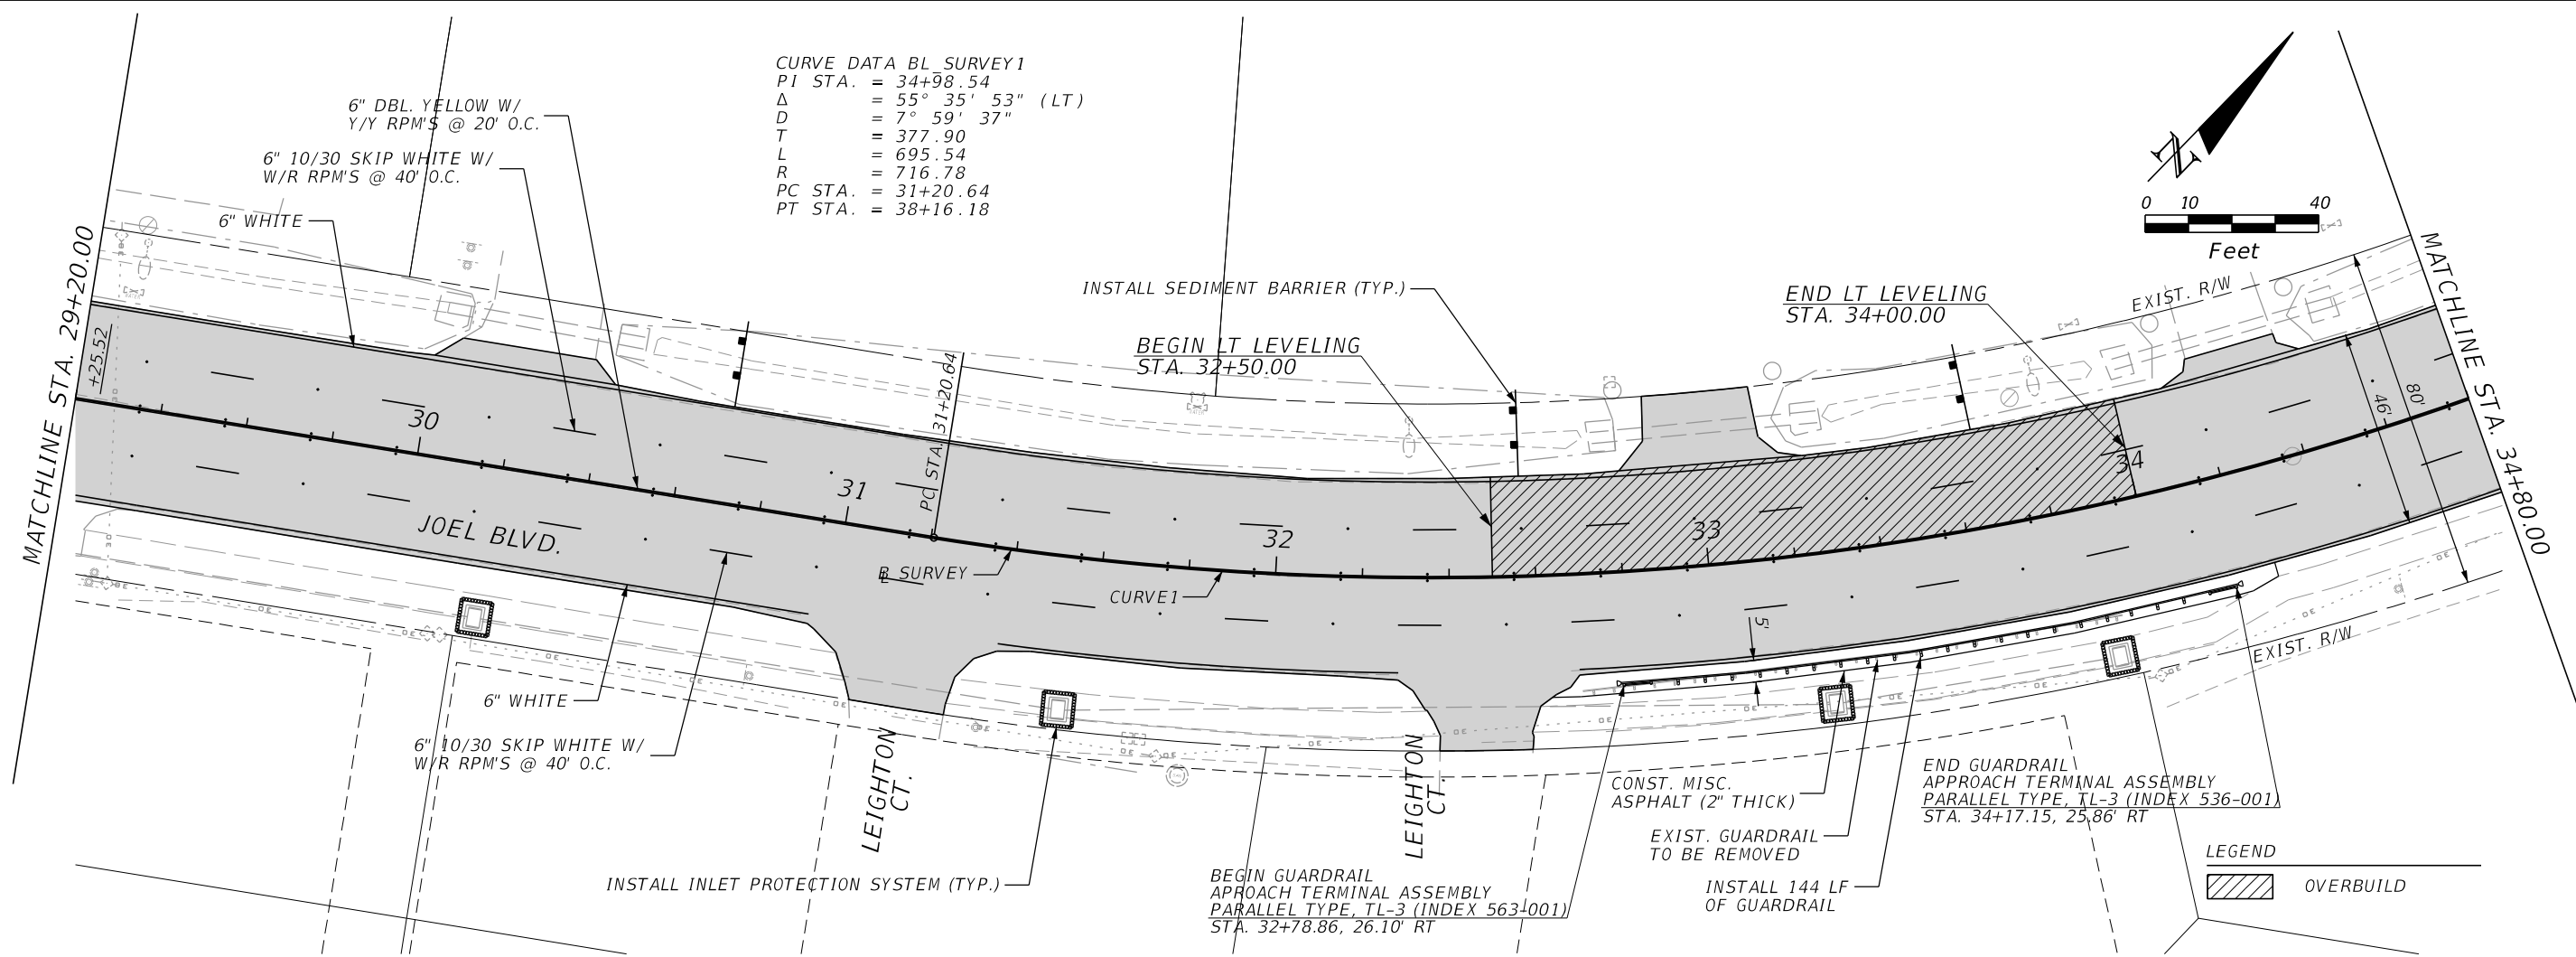 CURVE DATA BL_SURVEY1
PI STA. = 34+98.54
Δ = 55° 35' 53" (LT)
D = 7° 59' 37"
T = 377.90
L = 695.54
R = 716.78
PC STA. = 31+20.64
PT STA. = 38+16.18
6" DBL. YELLOW W/
Y/Y RPM'S @ 20' O.C.
6" 10/30 SKIP WHITE W/
W/R RPM'S @ 40' O.C.
6" WHITE
MATCHLINE STA. 29+20.00
+25.52
N
0 10 40
Feet
INSTALL SEDIMENT BARRIER (TYP.)
BEGIN LT LEVELING
STA. 32+50.00
END LT LEVELING
STA. 34+00.00
EXIST. R/W
MATCHLINE STA. 34+80.00
80'
46'
PC STA. 31+20.64
30
31
32
33
34
JOEL BLVD.
B SURVEY
CURVE1
5'
EXIST. R/W
6" WHITE
6" 10/30 SKIP WHITE W/
W/R RPM'S @ 40' O.C.
LEIGHTON
CT.
LEIGHTON
CT.
INSTALL INLET PROTECTION SYSTEM (TYP.)
BEGIN GUARDRAIL
APROACH TERMINAL ASSEMBLY
PARALLEL TYPE, TL-3 (INDEX 563-001)
STA. 32+78.86, 26.10' RT
CONST. MISC.
ASPHALT (2" THICK)
EXIST. GUARDRAIL
TO BE REMOVED
INSTALL 144 LF
OF GUARDRAIL
END GUARDRAIL
APPROACH TERMINAL ASSEMBLY
PARALLEL TYPE, TL-3 (INDEX 536-001)
STA. 34+17.15, 25.86' RT
LEGEND
OVERBUILD